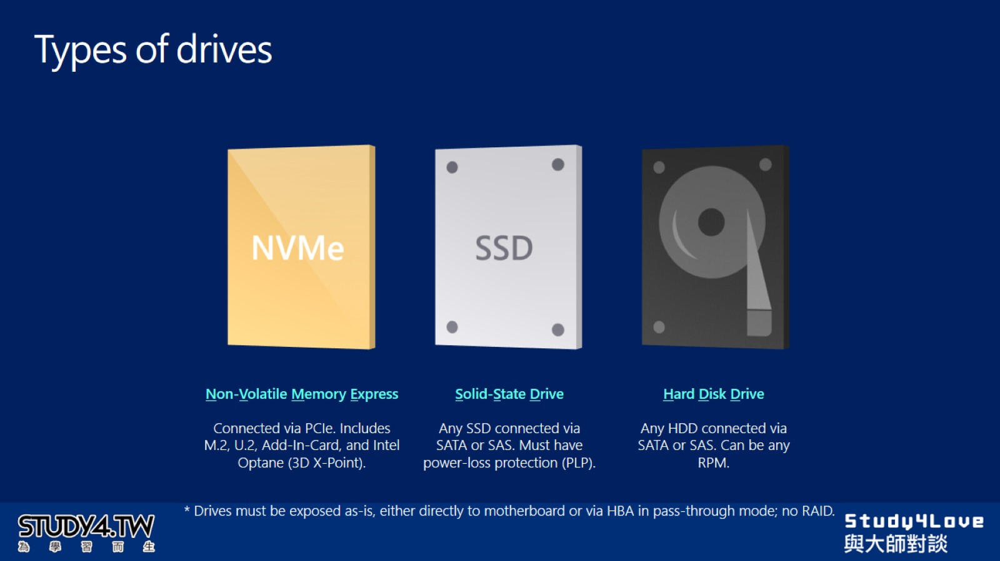 Types of drives
NVMe
SSD
Non-Volatile Memory Express
Connected via PCIe. Includes
M.2, U.2, Add-In-Card, and Intel
Optane (3D X-Point).
Solid-State Drive
Any SSD connected via
SATA or SAS. Must have
power-loss protection (PLP).
Hard Disk Drive
Any HDD connected via
SATA or SAS. Can be any
RPM.
* Drives must be exposed as-is, either directly to motherboard or via HBA in pass-through mode; no RAID.
STUDY4.TW
為學習而生
Study4Love
與大師對談